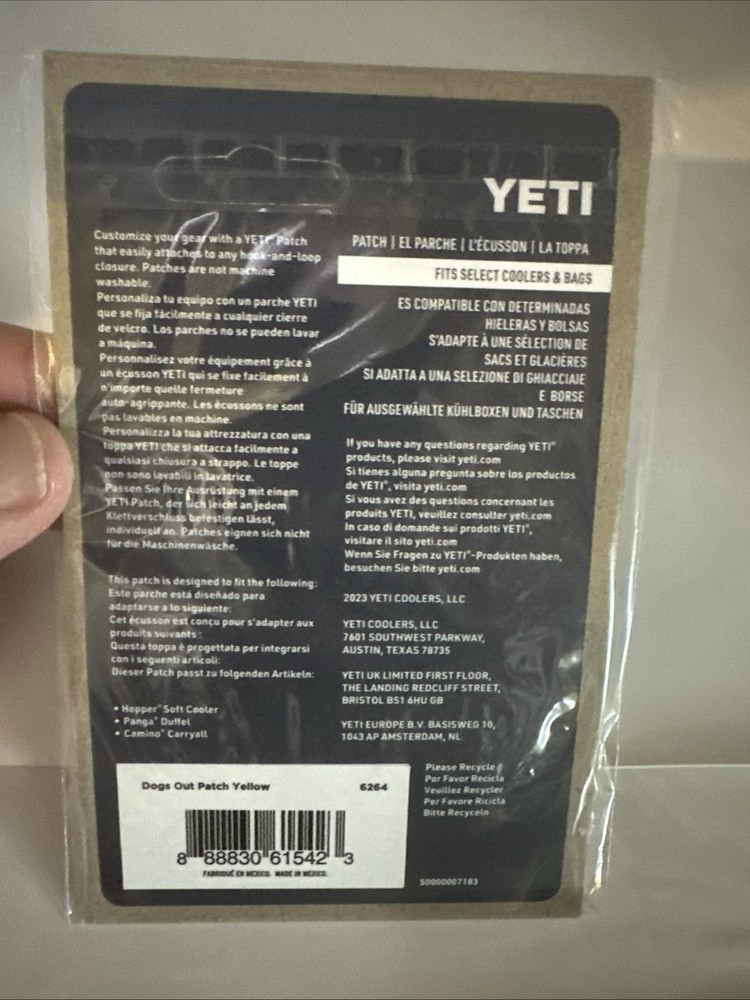 YETI
Customize your gear with a YETI® Patch
that easily attaches to any hook-and-loop
closure. Patches are not machine
washable.
Personaliza tu equipo con un parche YETI
que se fija fácilmente a cualquier cierre
de velcro. Los parches no se pueden lavar
a máquina.
Personnalisez votre équipement grâce à
un écusson YETI qui se fixe facilement à
n'importe quelle fermeture
auto-agrippante. Les écussons ne sont
pas lavables en machine.
Personalizza la tua attrezzatura con una
toppa YETI che si attacca facilmente a
qualsiasi chiusura a strappo. Le toppe
non sono lavabili in lavatrice.
Passen Sie Ihre Ausrüstung mit einem
YETI Patch, der sich leicht an jedem
Klettverschluss befestigen lässt,
individuell an. Patches eignen sich nicht
für die Maschinenwäsche.
This patch is designed to fit the following:
Este parche está diseñado para
adaptarse a lo siguiente:
Cet écusson est conçu pour s'adapter aux
produits suivants :
Questa toppa è progettata per integrarsi
con i seguenti articoli:
Dieser Patch passt zu folgenden Artikeln:
• Hopper® Soft Cooler
• Panga® Duffel
• Camino® Carryall
PATCH | EL PARCHE | L'ÉCUSSON | LA TOPPA
FITS SELECT COOLERS & BAGS
ES COMPATIBLE CON DETERMINADAS
HIELERAS Y BOLSAS
S'ADAPTE À UNE SÉLECTION DE
SACS ET GLACIÈRES
SI ADATTA A UNA SELEZIONE DI GHIACCIAIE
E BORSE
FÜR AUSGEWÄHLTE KÜHLBOXEN UND TASCHEN
If you have any questions regarding YETI®
products, please visit yeti.com
Si tienes alguna pregunta sobre los productos
de YETI®, visita yeti.com
Si vous avez des questions concernant les
produits YETI, veuillez consulter yeti.com
In caso di domande sui prodotti YETI®,
visitare il sito yeti.com
Wenn Sie Fragen zu YETI®-Produkten haben,
besuchen Sie bitte yeti.com
2023 YETI COOLERS, LLC
YETI COOLERS, LLC
7601 SOUTHWEST PARKWAY,
AUSTIN, TEXAS 78735
YETI UK LIMITED FIRST FLOOR,
THE LANDING REDCLIFF STREET,
BRISTOL BS1 6HU GB
YETI EUROPE B.V. BASISWEG 10,
1043 AP AMSTERDAM, NL
Please Recycle
Por Favor Recicla
Veuillez Recycler
Per Favore Ricicla
Bitte Recyceln
50000007183
Dogs Out Patch Yellow 6264
8 88830 61542 3
FABRIQUÉ EN MEXICO. MADE IN MEXICO.